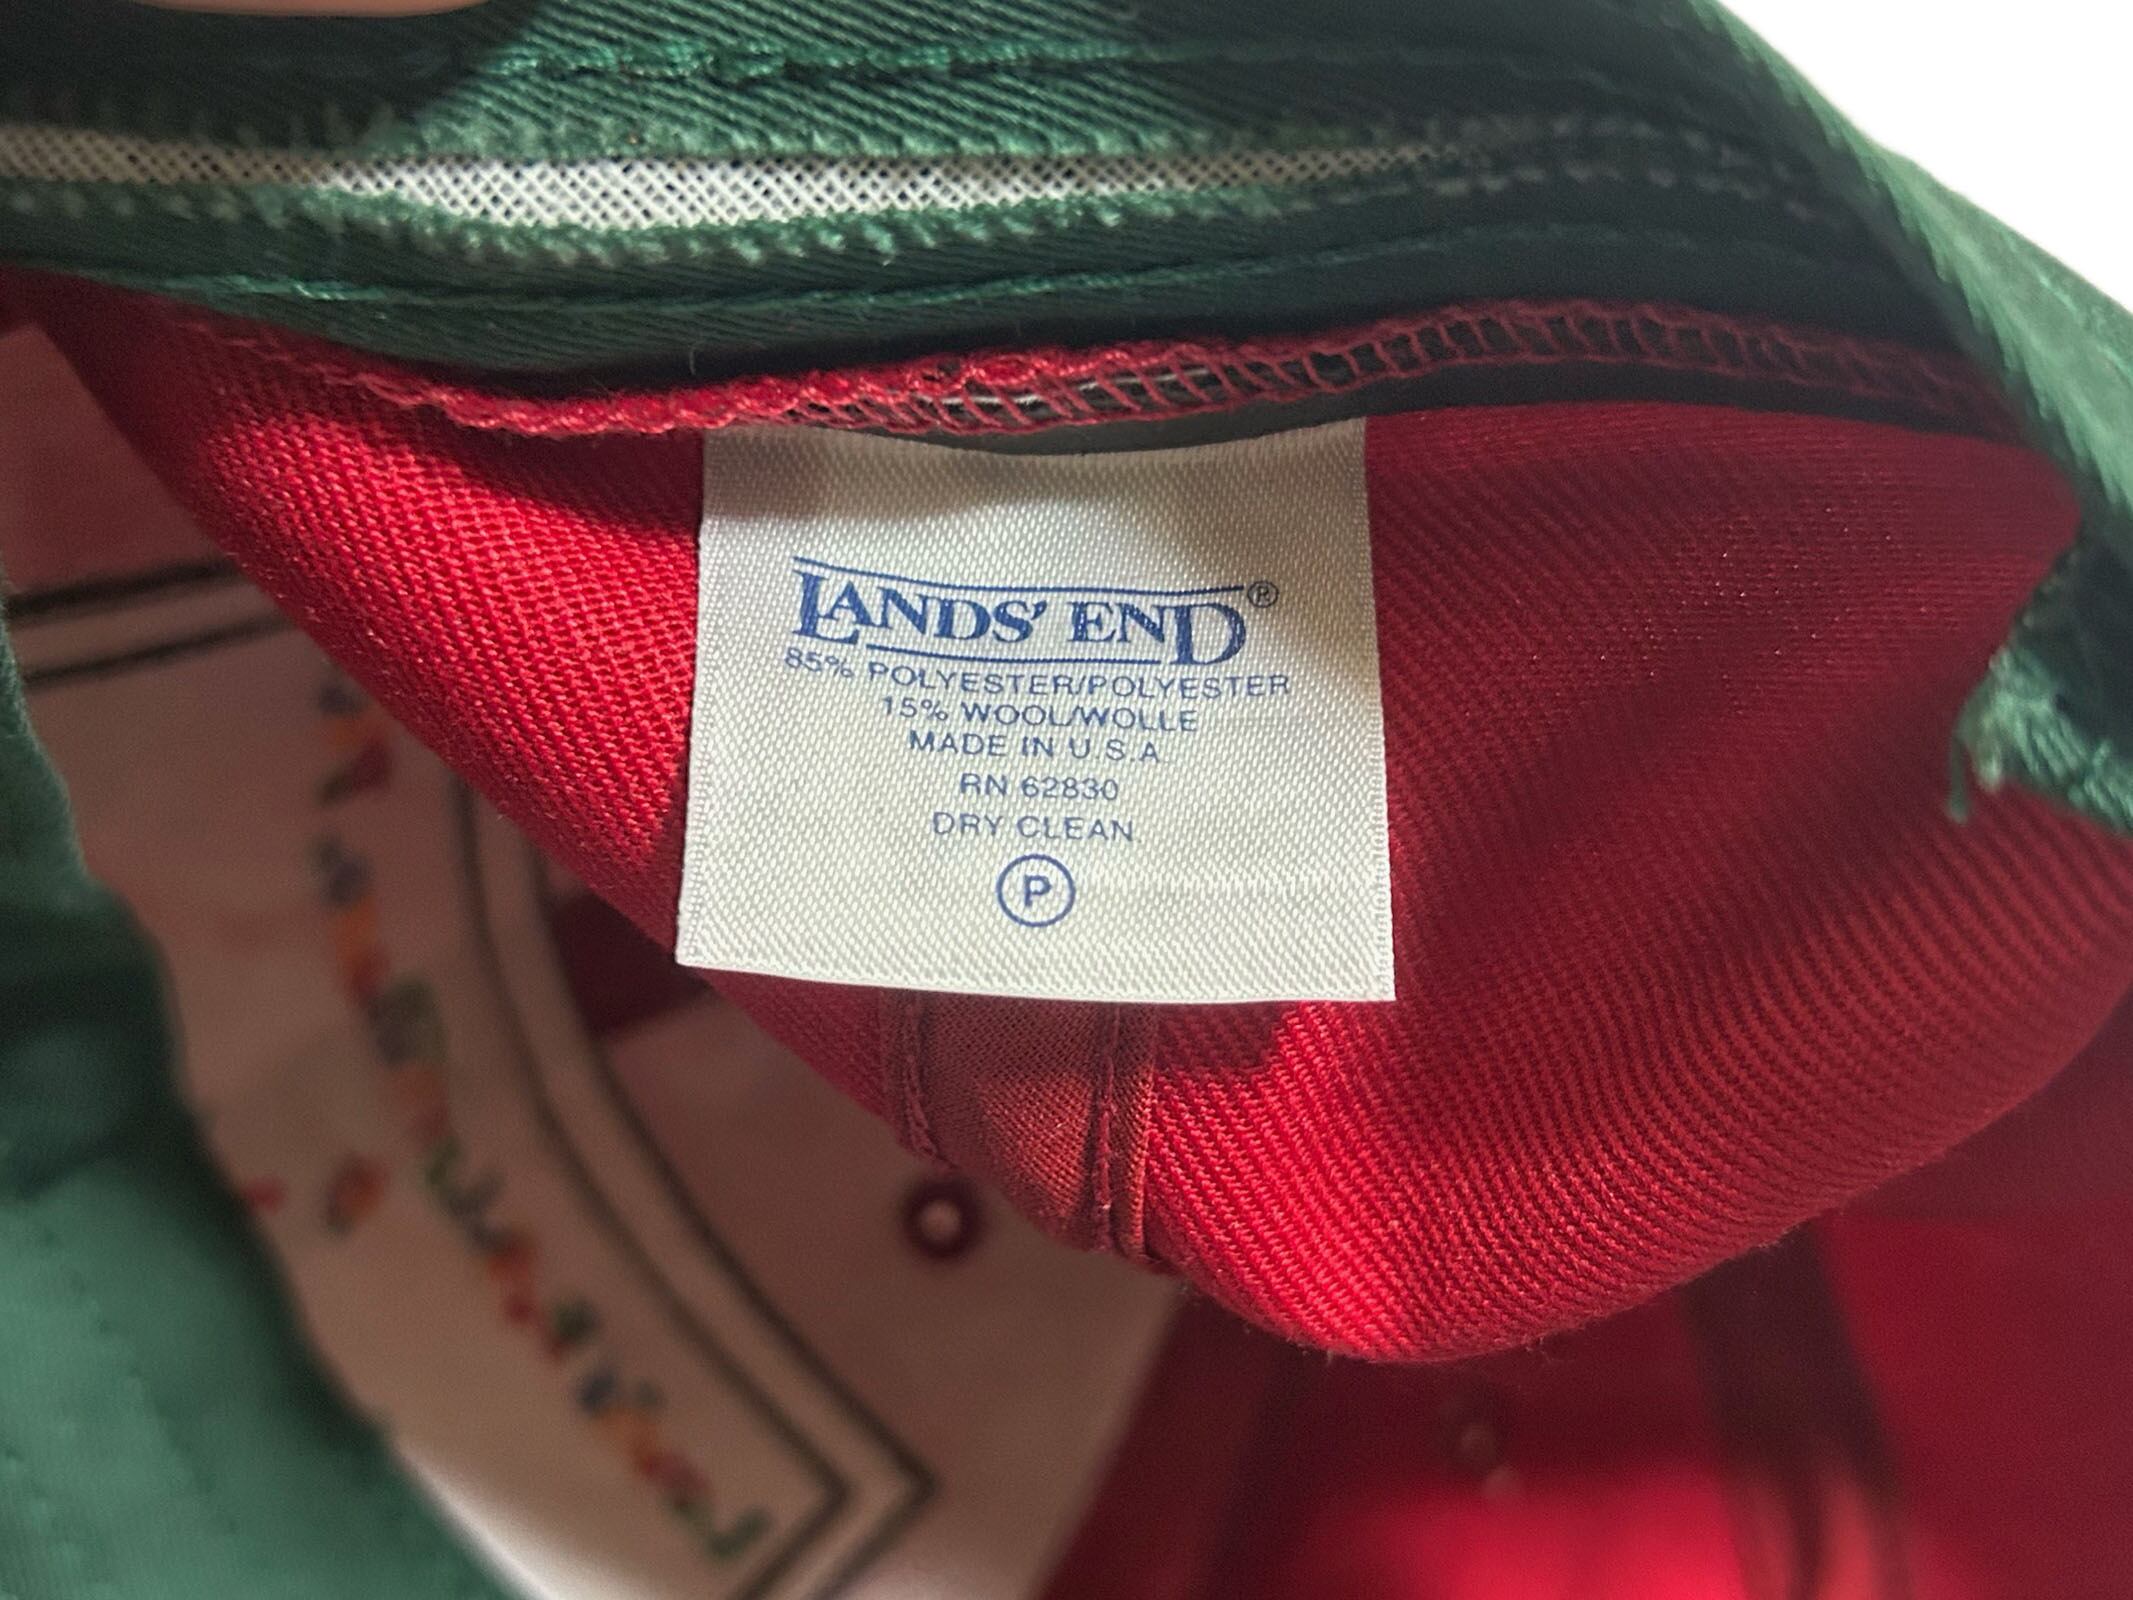 LANDS' END®
85% POLYESTER/POLYESTER
15% WOOL/WOLLE
MADE IN U.S.A.
RN 62830
DRY CLEAN
P